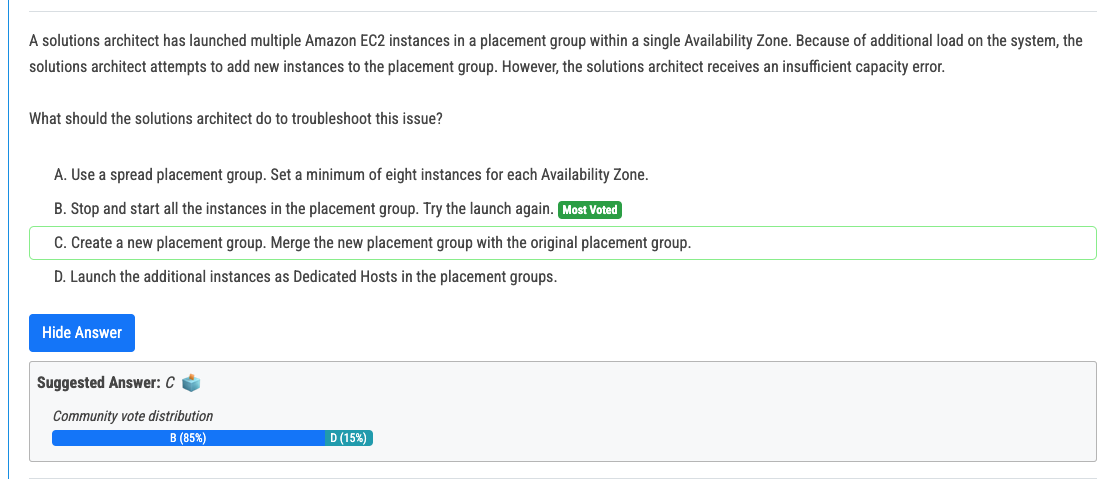 A solutions architect has launched multiple Amazon EC2 instances in a placement group within a single Availability Zone. Because of additional load on the system, the
solutions architect attempts to add new instances to the placement group. However, the solutions architect receives an insufficient capacity error.
What should the solutions architect do to troubleshoot this issue?
A. Use a spread placement group. Set a minimum of eight instances for each Availability Zone.
B. Stop and start all the instances in the placement group. Try the launch again. Most Voted
C. Create a new placement group. Merge the new placement group with the original placement group.
D. Launch the additional instances as Dedicated Hosts in the placement groups.
Hide Answer
Suggested Answer: C
Community vote distribution
B (85%) D (15%)